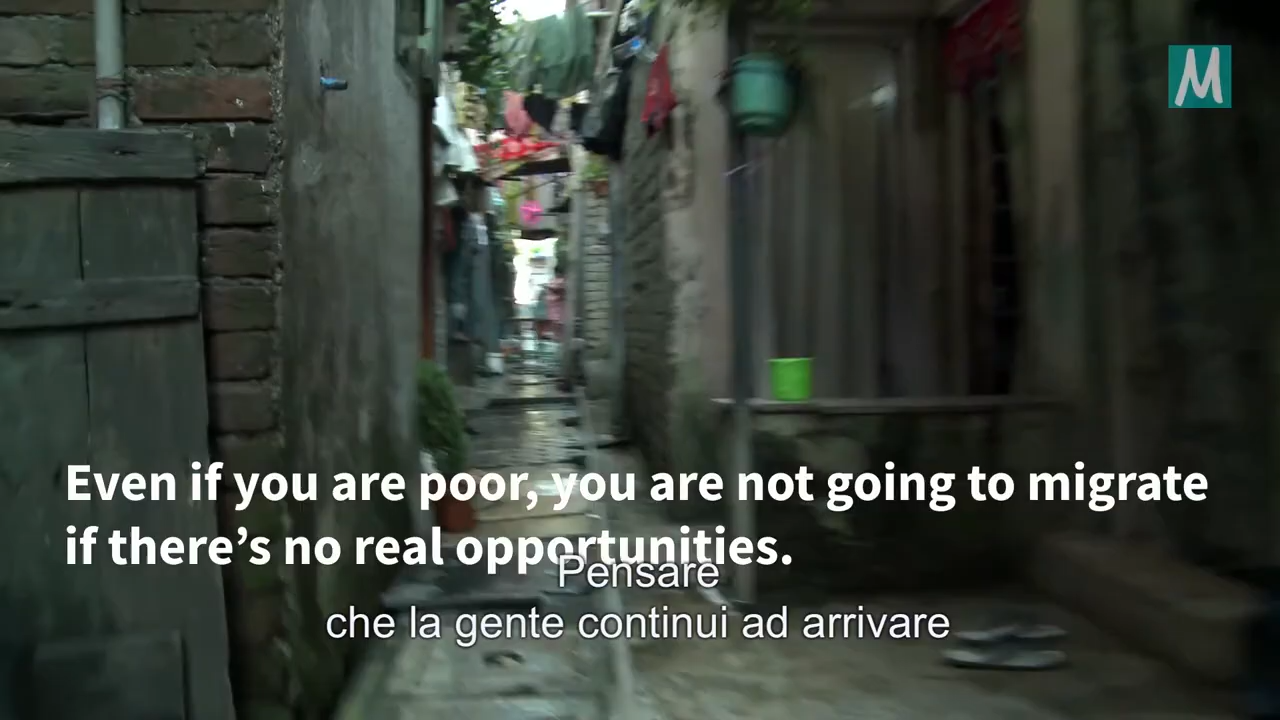 M
Even if you are poor, you are not going to migrate
if there’s no real opportunities.
Pensare
che la gente continui ad arrivare